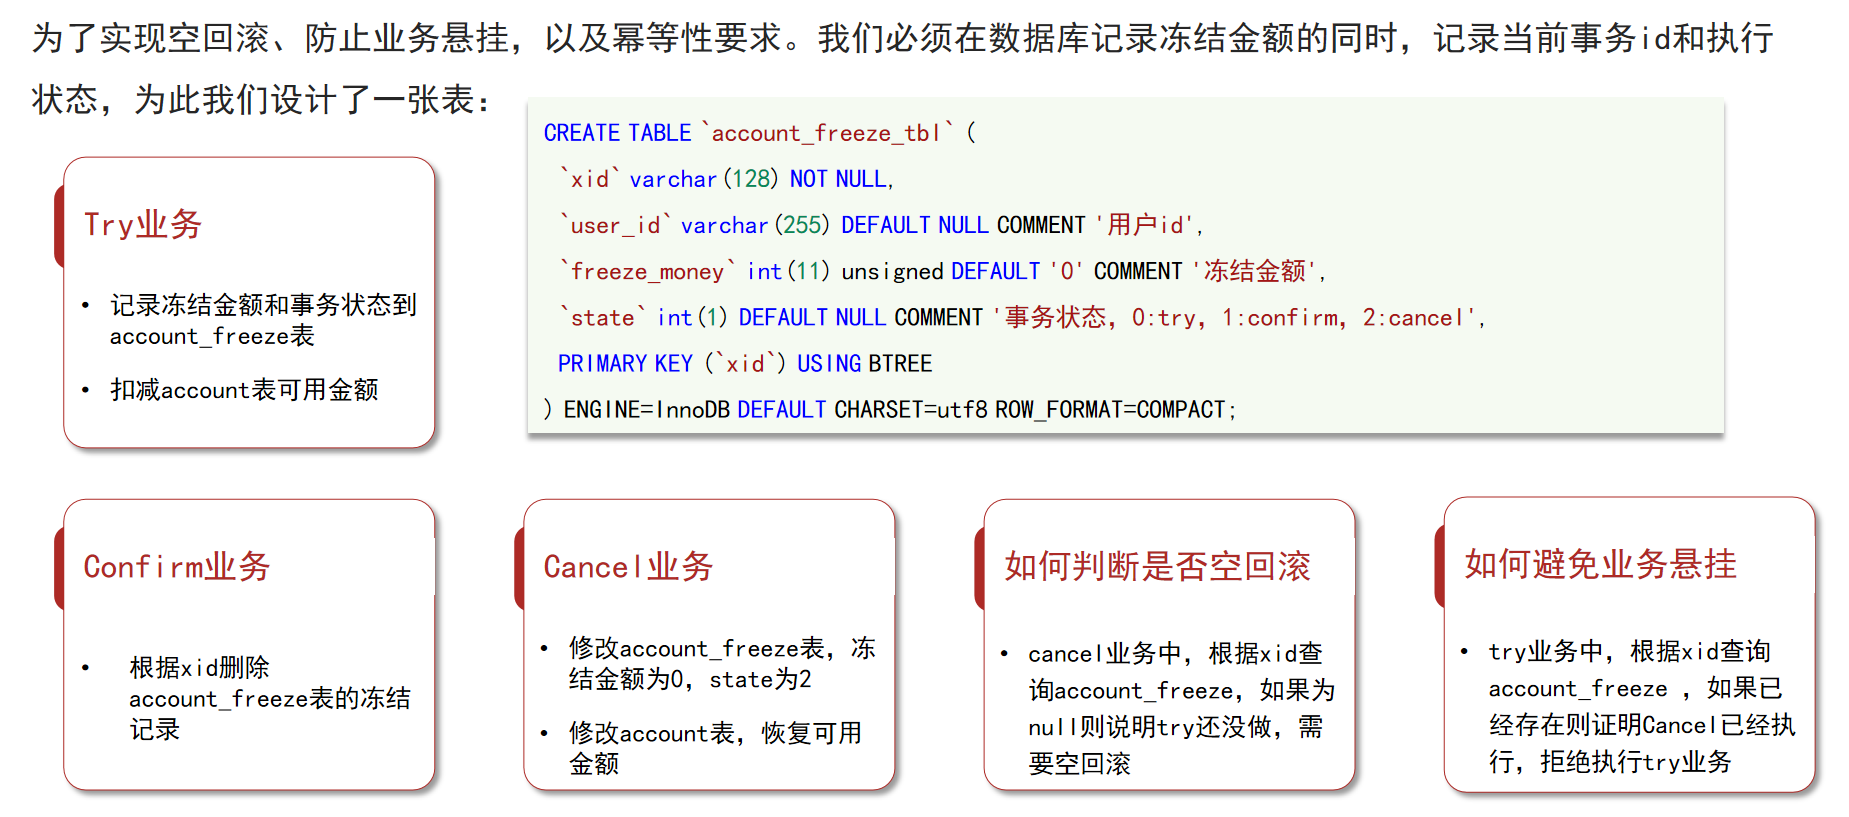 为了实现空回滚、防止业务悬挂，以及幂等性要求。我们必须在数据库记录冻结金额的同时，记录当前事务id和执行
状态，为此我们设计了一张表：
CREATE TABLE `account_freeze_tbl` (
`xid` varchar(128) NOT NULL,
`user_id` varchar(255) DEFAULT NULL COMMENT '用户id',
`freeze_money` int(11) unsigned DEFAULT '0' COMMENT '冻结金额',
`state` int(1) DEFAULT NULL COMMENT '事务状态，0:try，1:confirm，2:cancel',
PRIMARY KEY (`xid`) USING BTREE
) ENGINE=InnoDB DEFAULT CHARSET=utf8 ROW_FORMAT=COMPACT;
Try业务
• 记录冻结金额和事务状态到
account_freeze表
• 扣减account表可用金额
Confirm业务
• 根据xid删除
account_freeze表的冻结
记录
Cancel业务
• 修改account_freeze表，冻
结金额为0，state为2
• 修改account表，恢复可用
金额
如何判断是否空回滚
• cancel业务中，根据xid查
询account_freeze，如果为
null则说明try还没做，需
要空回滚
如何避免业务悬挂
• try业务中，根据xid查询
account_freeze ，如果已
经存在则证明Cancel已经执
行，拒绝执行try业务